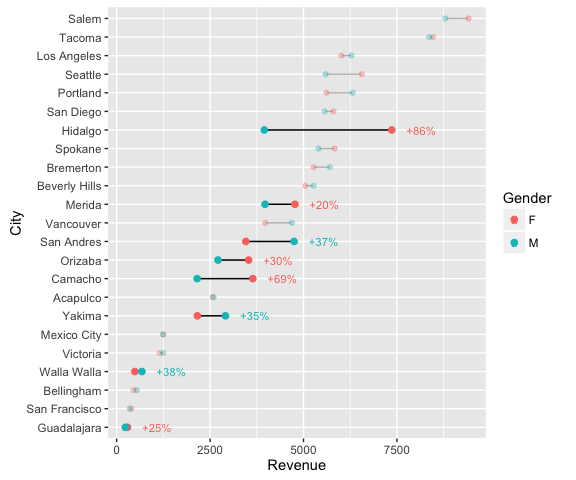 Salem
Tacoma
Los Angeles
Seattle
Portland
San Diego
Hidalgo +86%
Spokane
Bremerton
Beverly Hills
Merida +20%
Vancouver
San Andres +37%
Orizaba +30%
Camacho +69%
Acapulco
Yakima +35%
Mexico City
Victoria
Walla Walla +38%
Bellingham
San Francisco
Guadalajara +25%
City
0 2500 5000 7500
Revenue
Gender
F
M